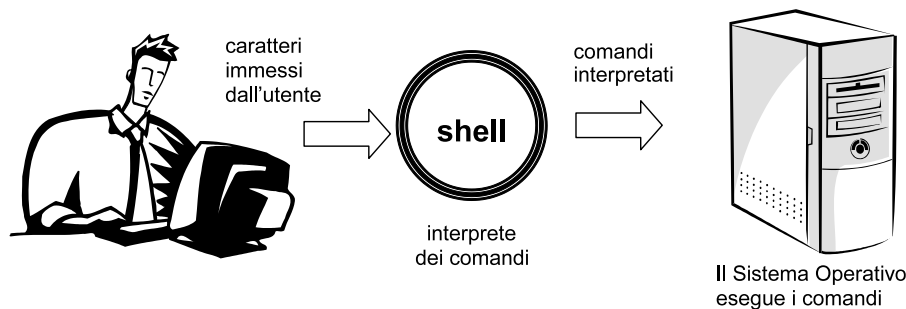 caratteri
immessi
dall'utente
shell
interprete
dei comandi
comandi
interpretati
Il Sistema Operativo
esegue i comandi